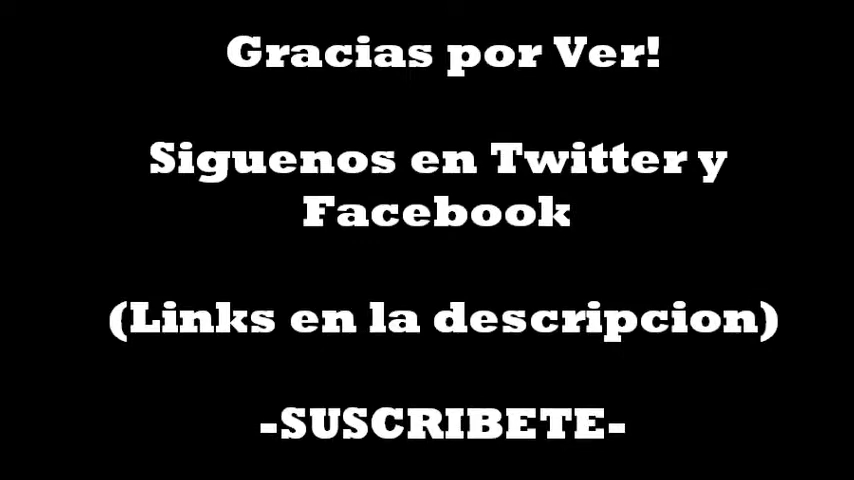 Gracias por Ver!
Siguenos en Twitter y
Facebook
(Links en la descripcion)
-SUSCRIBETE-